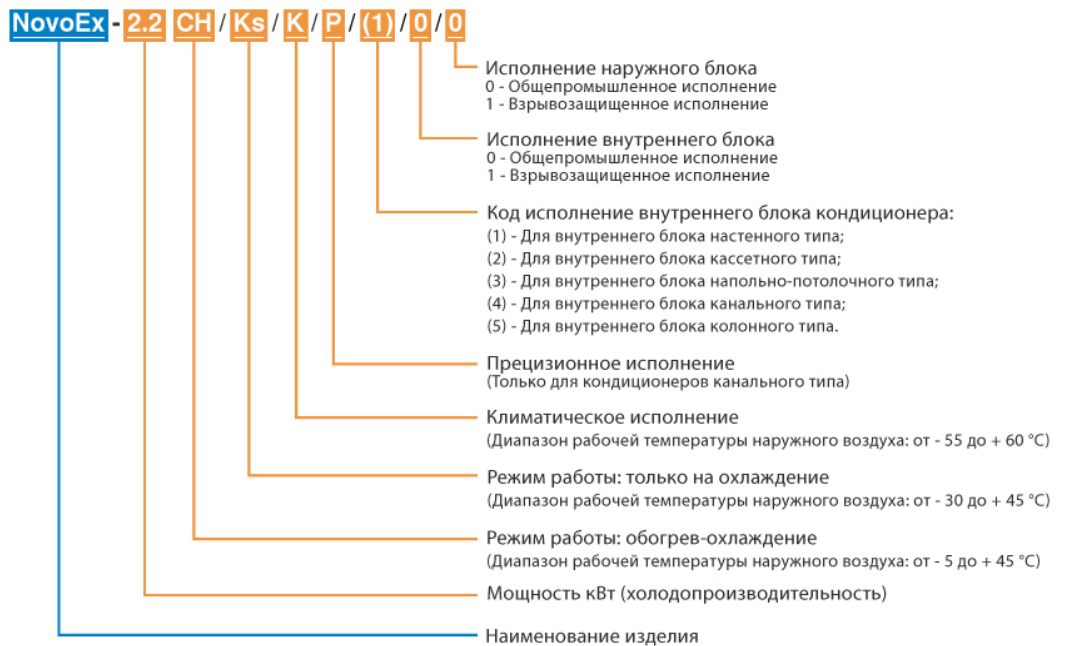 NovoEx - 2.2 CH / Ks / K / P / (1) / 0 / 0
Исполнение наружного блока
0 - Общепромышленное исполнение
1 - Взрывозащищенное исполнение
Исполнение внутреннего блока
0 - Общепромышленное исполнение
1 - Взрывозащищенное исполнение
Код исполнение внутреннего блока кондиционера:
(1) - Для внутреннего блока настенного типа;
(2) - Для внутреннего блока кассетного типа;
(3) - Для внутреннего блока напольно-потолочного типа;
(4) - Для внутреннего блока канального типа;
(5) - Для внутреннего блока колонного типа.
Прецизионное исполнение
(Только для кондиционеров канального типа)
Климатическое исполнение
(Диапазон рабочей температуры наружного воздуха: от - 55 до + 60 °C)
Режим работы: только на охлаждение
(Диапазон рабочей температуры наружного воздуха: от - 30 до + 45 °C)
Режим работы: обогрев-охлаждение
(Диапазон рабочей температуры наружного воздуха: от - 5 до + 45 °C)
Мощность кВт (холодопроизводительность)
Наименование изделия